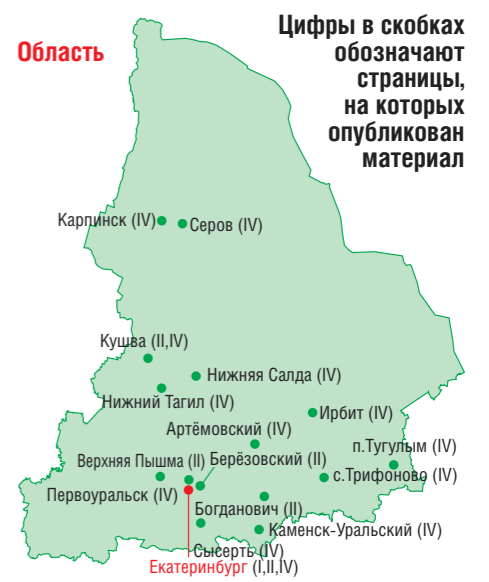 Область
Цифры в скобках
обозначают
страницы,
на которых
опубликован
материал
Карпинск (IV)
Серов (IV)
Кушва (II,IV)
Нижняя Салда (IV)
Нижний Тагил (IV)
Ирбит (IV)
Артёмовский (IV)
п.Тугулым (IV)
Верхняя Пышма (II)
Берёзовский (II)
с.Трифоново (IV)
Первоуральск (IV)
Богданович (II)
Каменск-Уральский (IV)
Сысерть (IV)
Екатеринбург (I,II,IV)